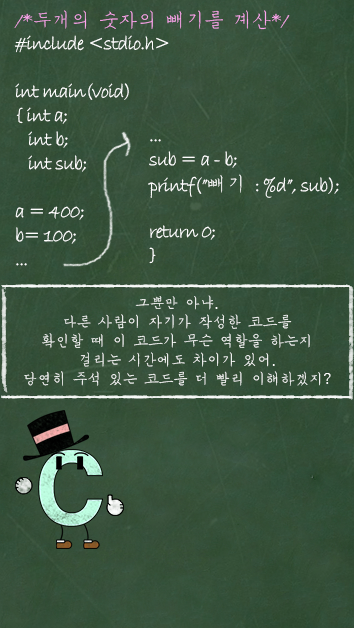 /*두개의 숫자의 빼기를 계산*/
#include <stdio.h>
int main(void)
{ int a;
int b;
int sub;
a = 400;
b= 100;
...
...
sub = a - b;
printf("빼기 : %d", sub);
return 0;
}
그뿐만 아냐.
다른 사람이 자기가 작성한 코드를
확인할 때 이 코드가 무슨 역할을 하는지
걸리는 시간에도 차이가 있어.
당연히 주석 있는 코드를 더 빨리 이해하겠지?
C